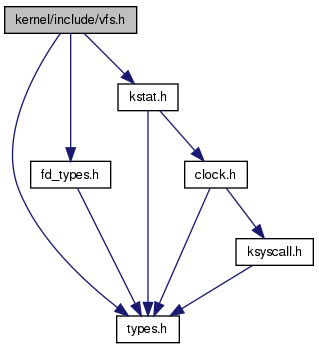 kernel/include/vfs.h
kstat.h
fd_types.h
clock.h
ksyscall.h
types.h